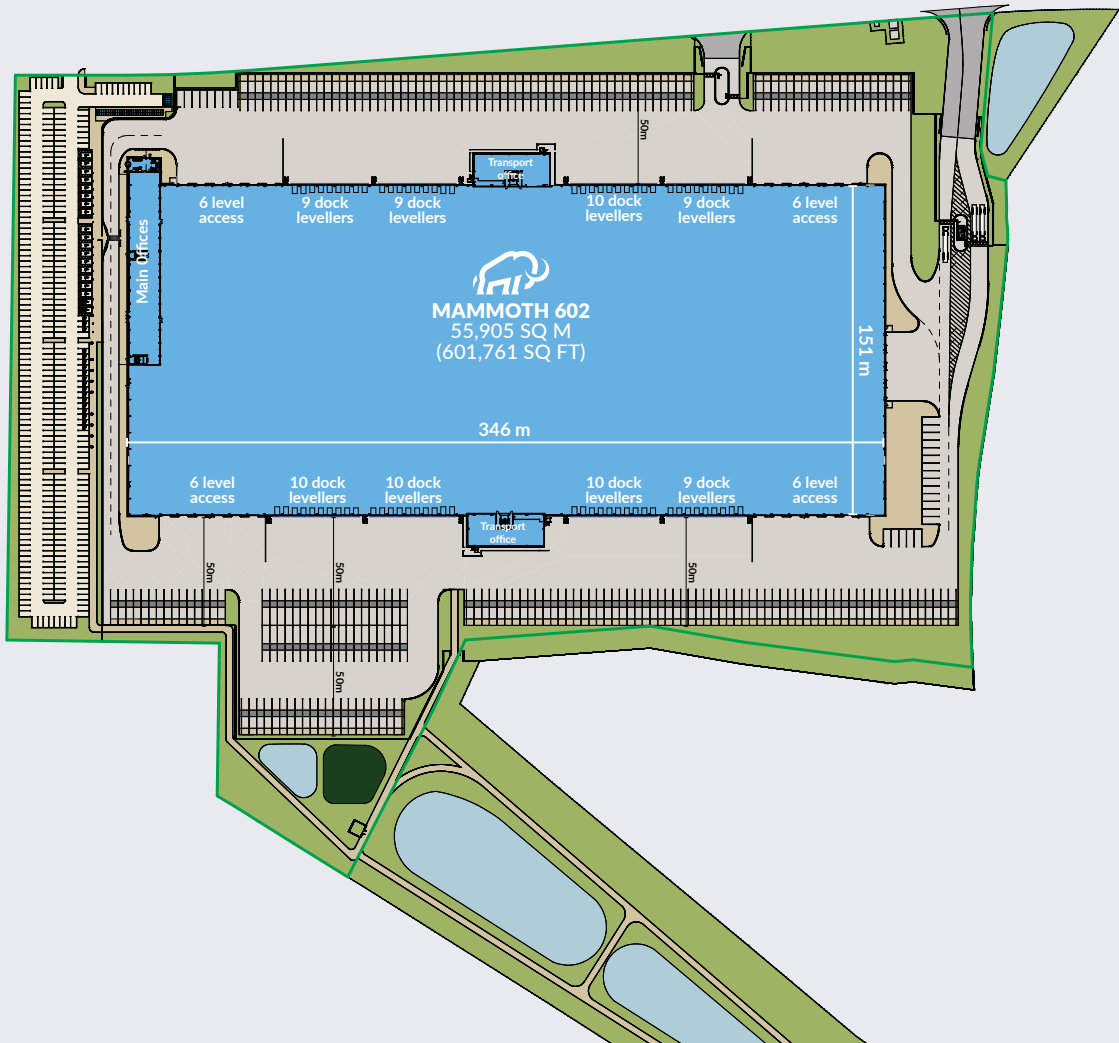 50m
Transport
office
6 level
access
9 dock
levellers
9 dock
levellers
10 dock
levellers
9 dock
levellers
6 level
access
Main Offices
MAMMOTH 602
55,905 SQ M
(601,761 SQ FT)
151 m
346 m
6 level
access
10 dock
levellers
10 dock
levellers
10 dock
levellers
9 dock
levellers
6 level
access
Transport
office
50m
50m
50m
50m